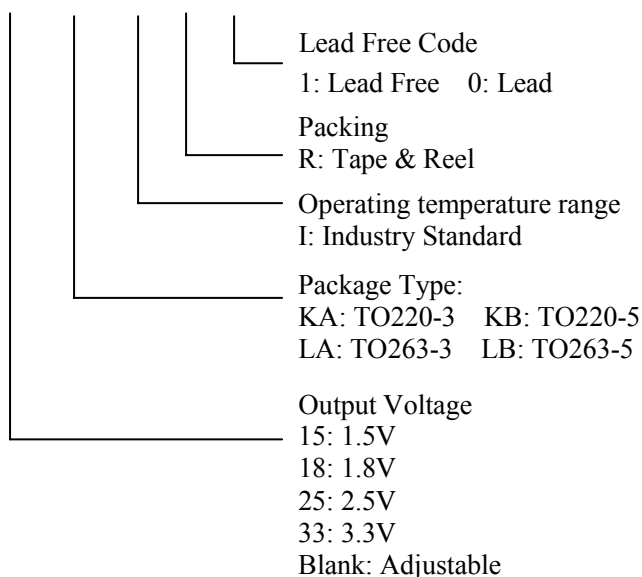 Lead Free Code
1: Lead Free 0: Lead
Packing
R: Tape & Reel
Operating temperature range
I: Industry Standard
Package Type:
KA: TO220-3 KB: TO220-5
LA: TO263-3 LB: TO263-5
Output Voltage
15: 1.5V
18: 1.8V
25: 2.5V
33: 3.3V
Blank: Adjustable